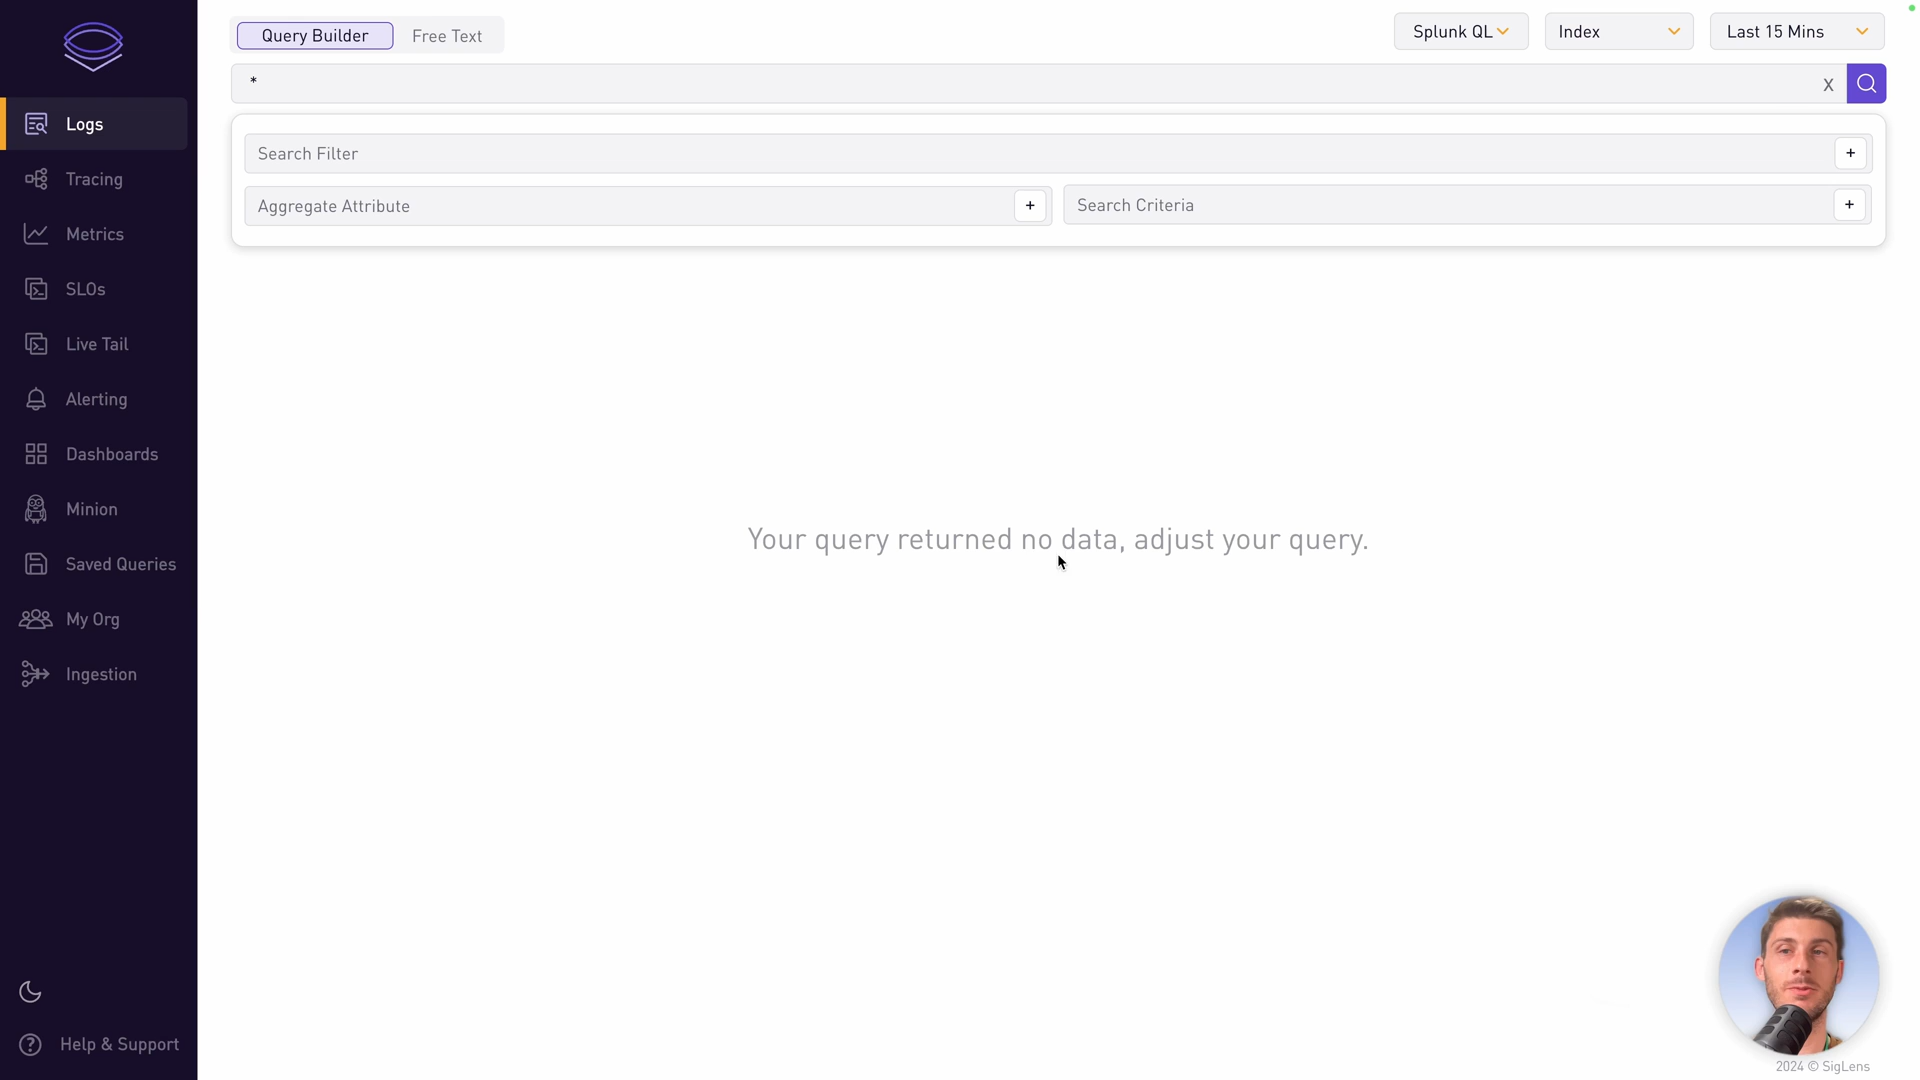 Query Builder
Free Text
Splunk QL
Index
Last 15 Mins
*
X
Search Filter
+
Aggregate Attribute
+
Search Criteria
+
Logs
Tracing
Metrics
SLOs
Live Tail
Alerting
Dashboards
Minion
Saved Queries
My Org
Ingestion
Your query returned no data, adjust your query.
Help & Support
2024 © SigLens